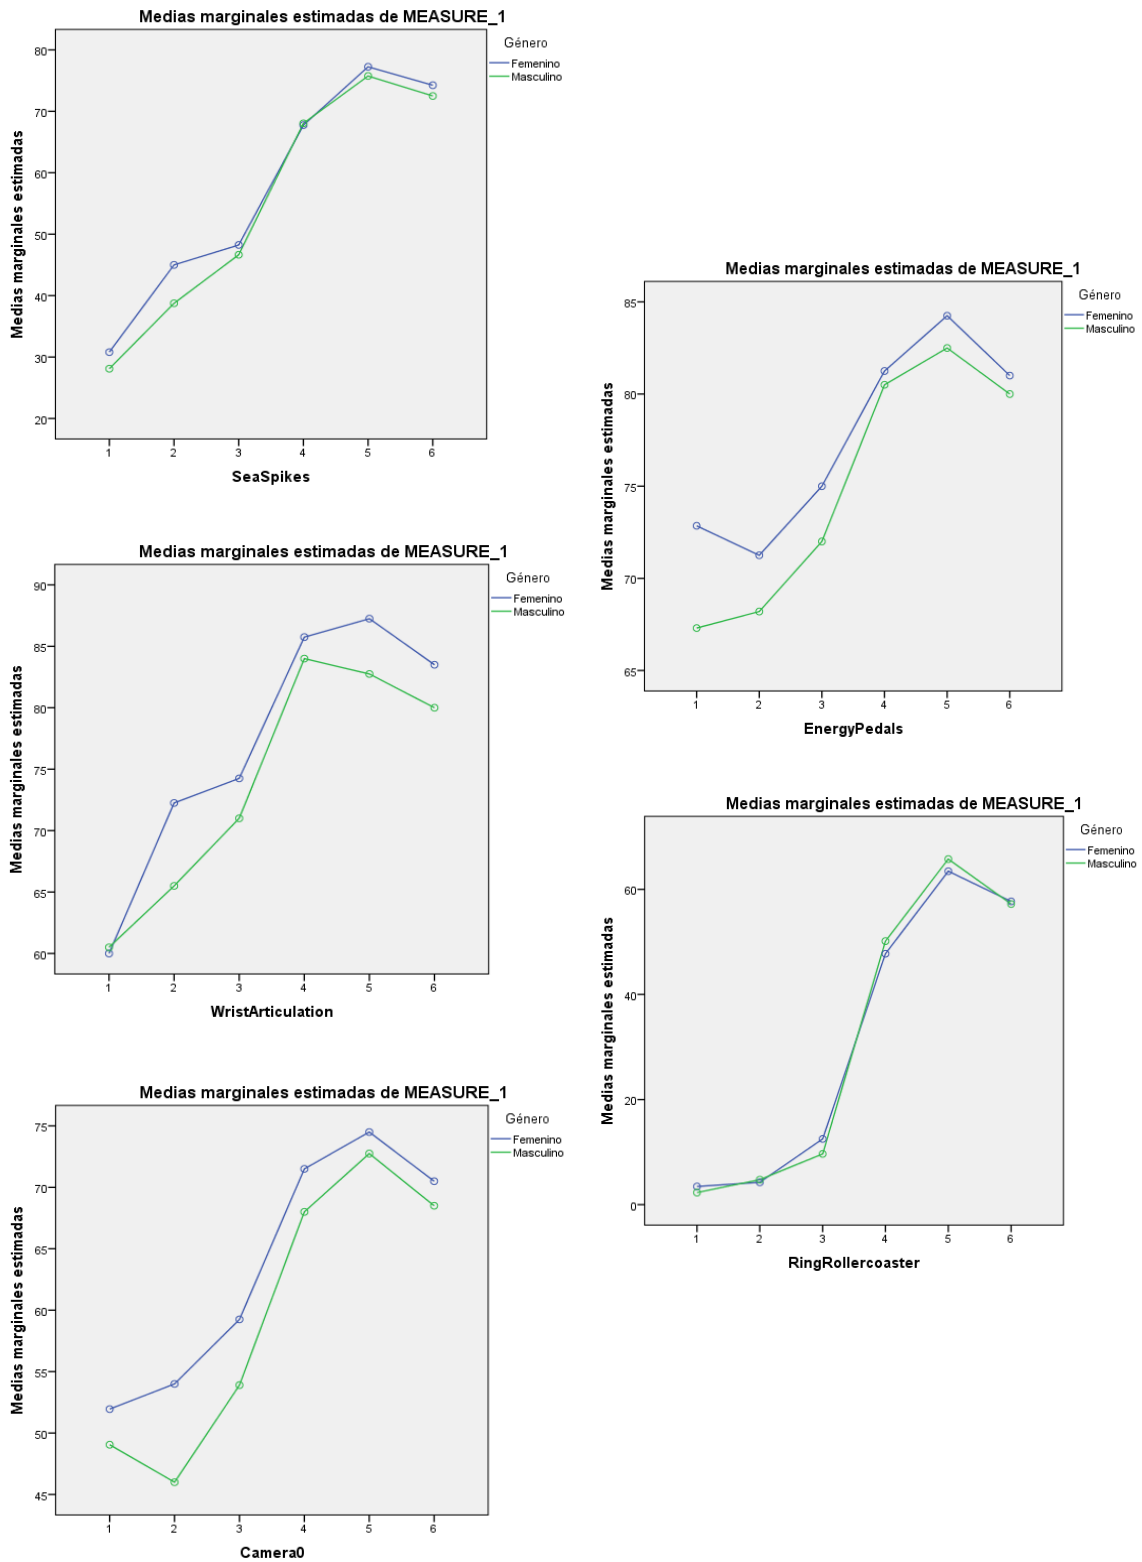 Medias marginales estimadas de MEASURE_1
Género
Femenino
Masculino
Medias marginales estimadas
80
70
60
50
40
30
20
1 2 3 4 5 6
SeaSpikes
Medias marginales estimadas de MEASURE_1
Género
Femenino
Masculino
Medias marginales estimadas
85
80
75
70
65
1 2 3 4 5 6
EnergyPedals
Medias marginales estimadas de MEASURE_1
Género
Femenino
Masculino
Medias marginales estimadas
90
85
80
75
70
65
60
1 2 3 4 5 6
WristArticulation
Medias marginales estimadas de MEASURE_1
Género
Femenino
Masculino
Medias marginales estimadas
60
40
20
0
1 2 3 4 5 6
RingRollercoaster
Medias marginales estimadas de MEASURE_1
Género
Femenino
Masculino
Medias marginales estimadas
75
70
65
60
55
50
45
1 2 3 4 5 6
Camera0